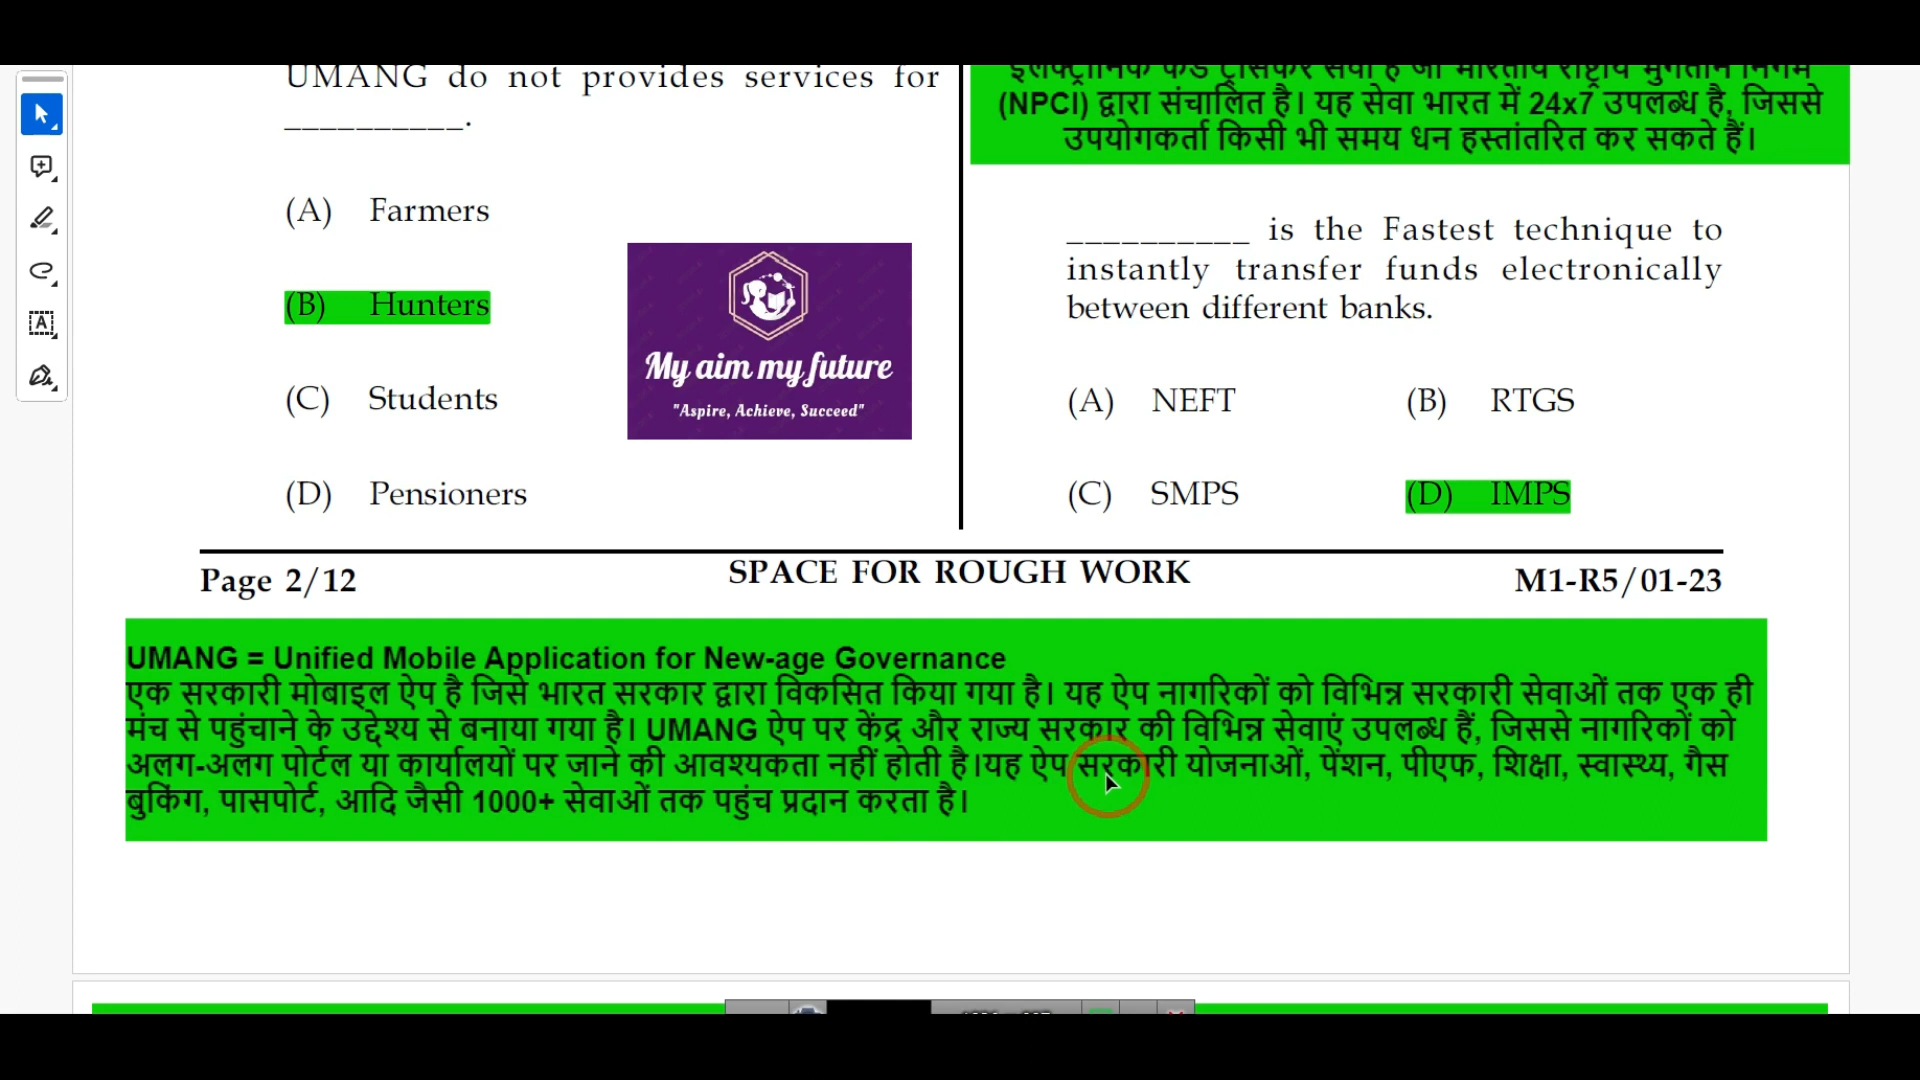 UMANG do not provides services for
__________.
(A) Farmers
(B) Hunters
(C) Students
(D) Pensioners
My aim my future
"Aspire, Achieve, Succeed"
इलेक्ट्रॉनिक फंड ट्रांसफर सेवा है जो भारतीय राष्ट्रीय भुगतान निगम
(NPCI) द्वारा संचालित है। यह सेवा भारत में 24x7 उपलब्ध है, जिससे
उपयोगकर्ता किसी भी समय धन हस्तांतरित कर सकते हैं।
__________ is the Fastest technique to
instantly transfer funds electronically
between different banks.
(A) NEFT (B) RTGS
(C) SMPS (D) IMPS
Page 2/12 SPACE FOR ROUGH WORK M1-R5/01-23
UMANG = Unified Mobile Application for New-age Governance
एक सरकारी मोबाइल ऐप है जिसे भारत सरकार द्वारा विकसित किया गया है। यह ऐप नागरिकों को विभिन्न सरकारी सेवाओं तक एक ही
मंच से पहुंचाने के उद्देश्य से बनाया गया है। UMANG ऐप पर केंद्र और राज्य सरकार की विभिन्न सेवाएं उपलब्ध हैं, जिससे नागरिकों को
अलग-अलग पोर्टल या कार्यालयों पर जाने की आवश्यकता नहीं होती है।यह ऐप सरकारी योजनाओं, पेंशन, पीएफ, शिक्षा, स्वास्थ्य, गैस
बुकिंग, पासपोर्ट, आदि जैसी 1000+ सेवाओं तक पहुंच प्रदान करता है।